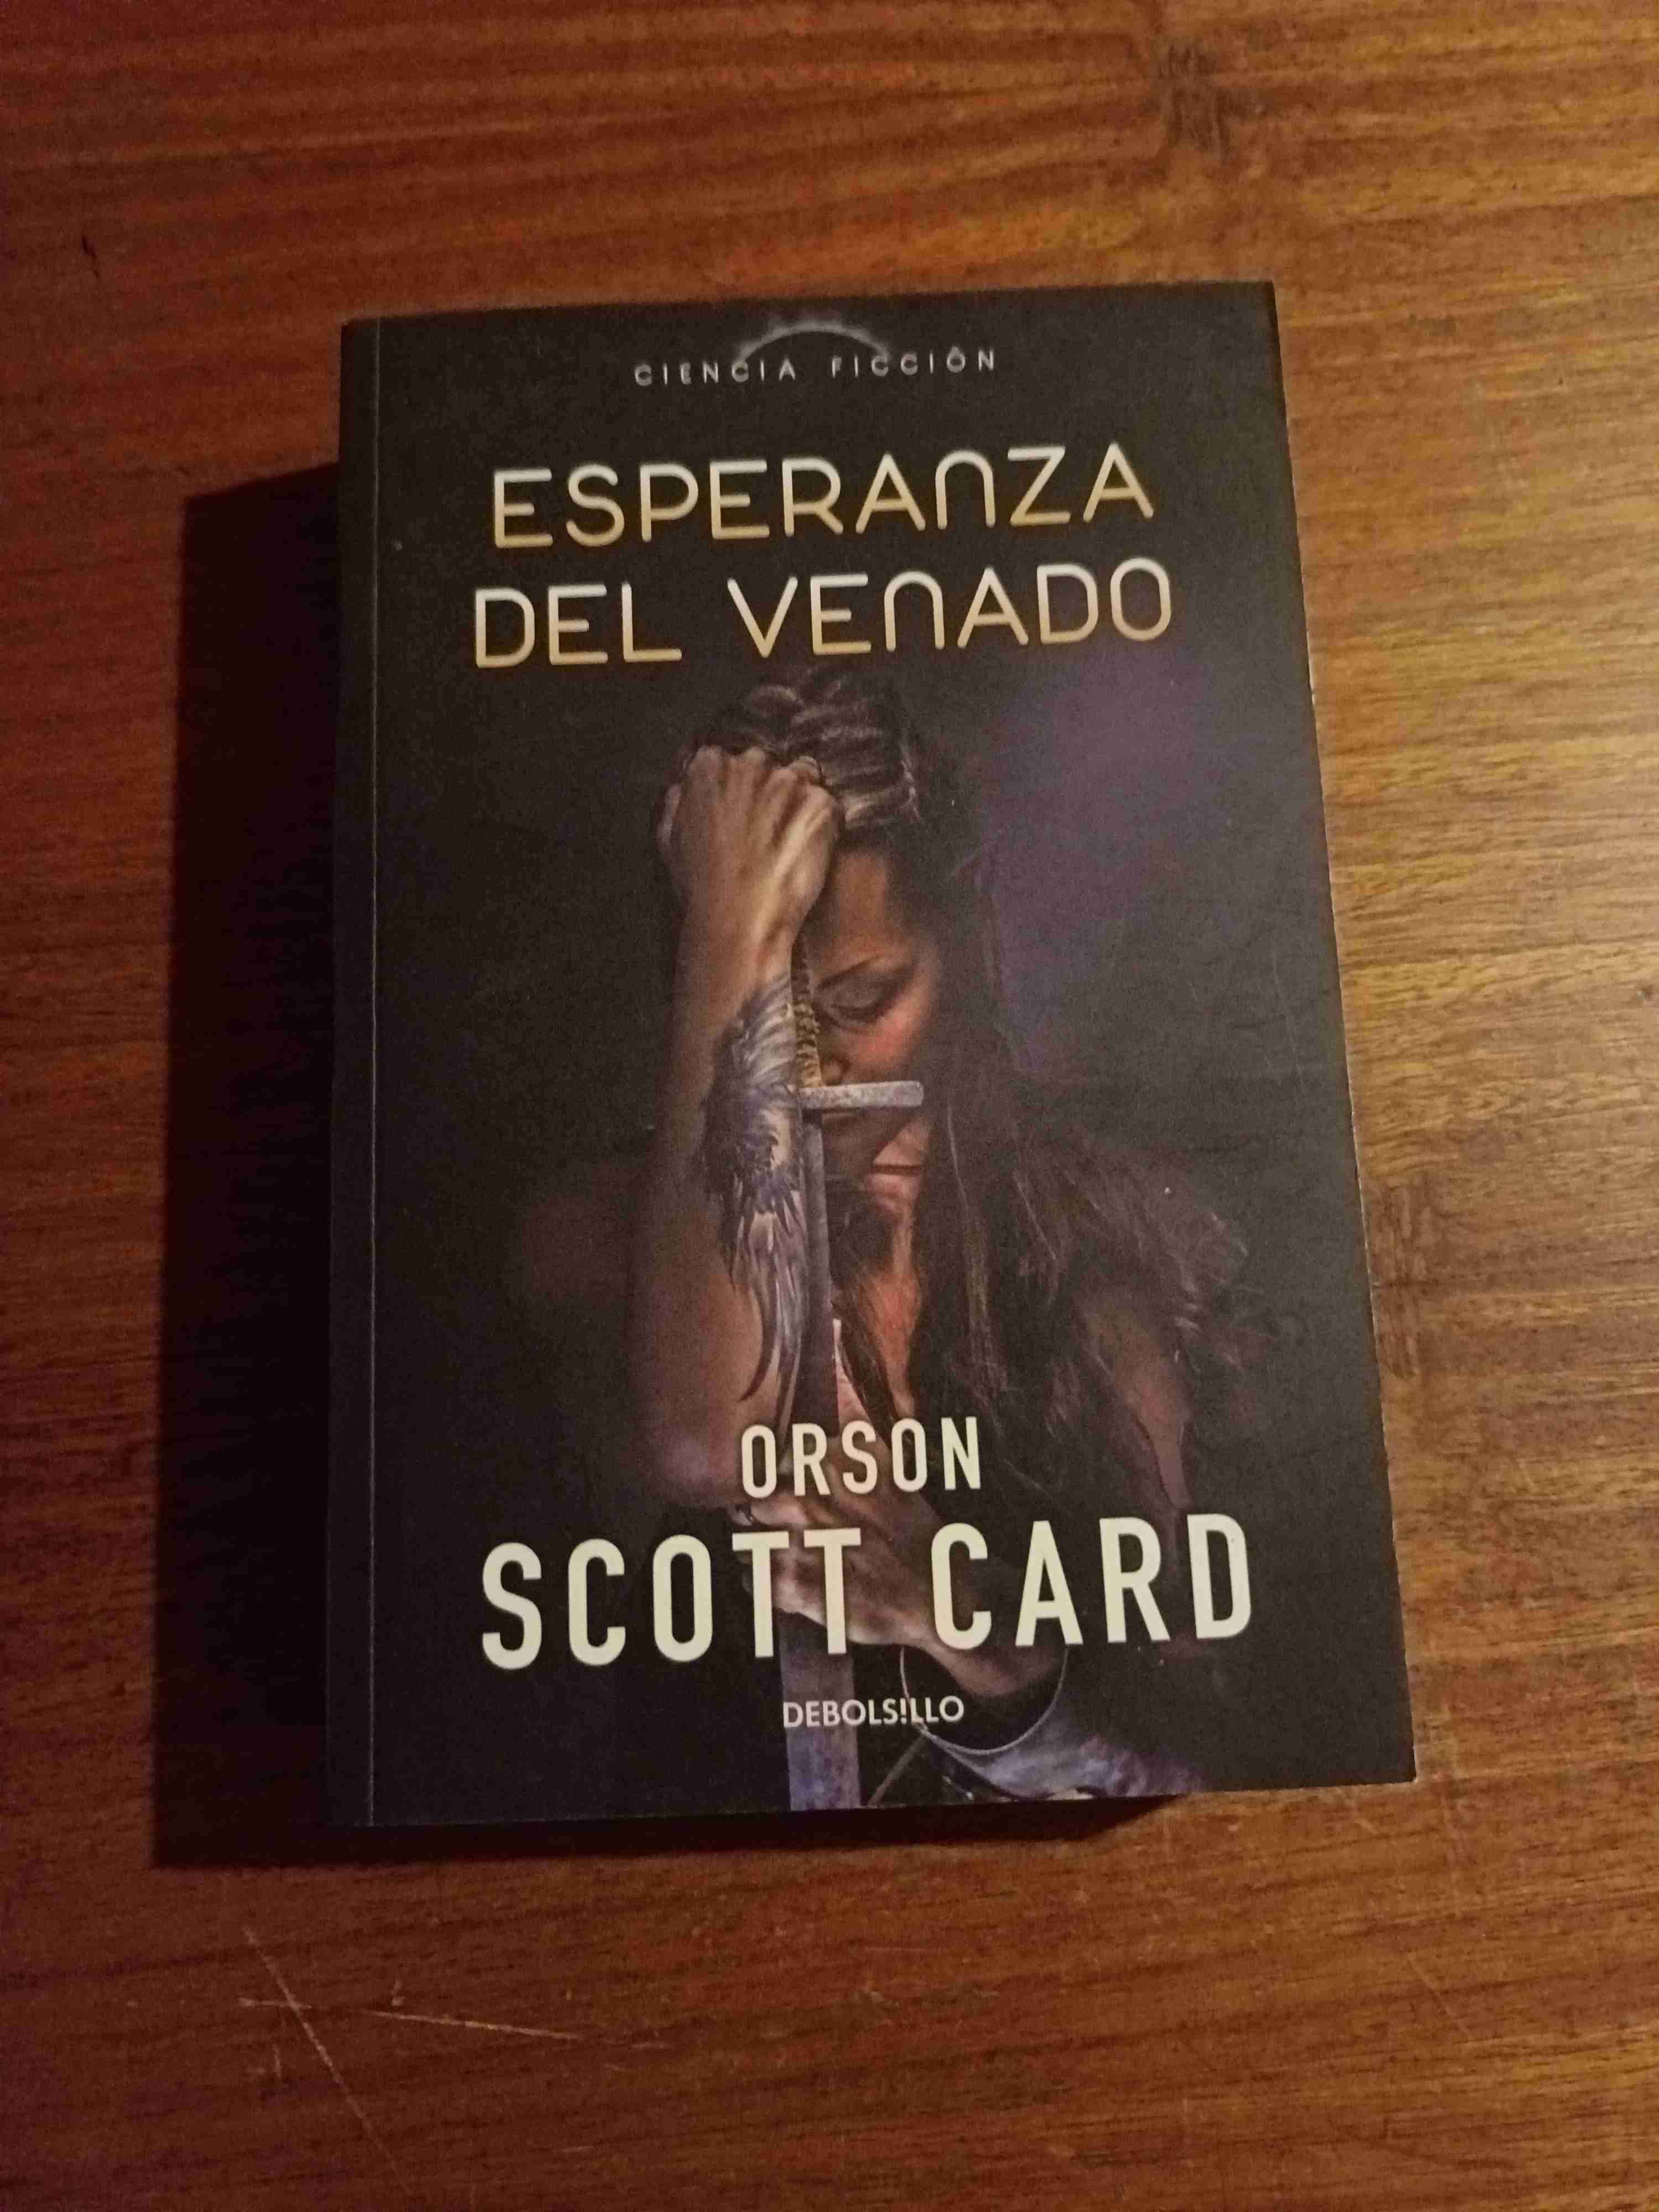 CIENCIA FICCIÓN
ESPERANZA
DEL VENADO
ORSON
SCOTT CARD
DEBOLS!LLO